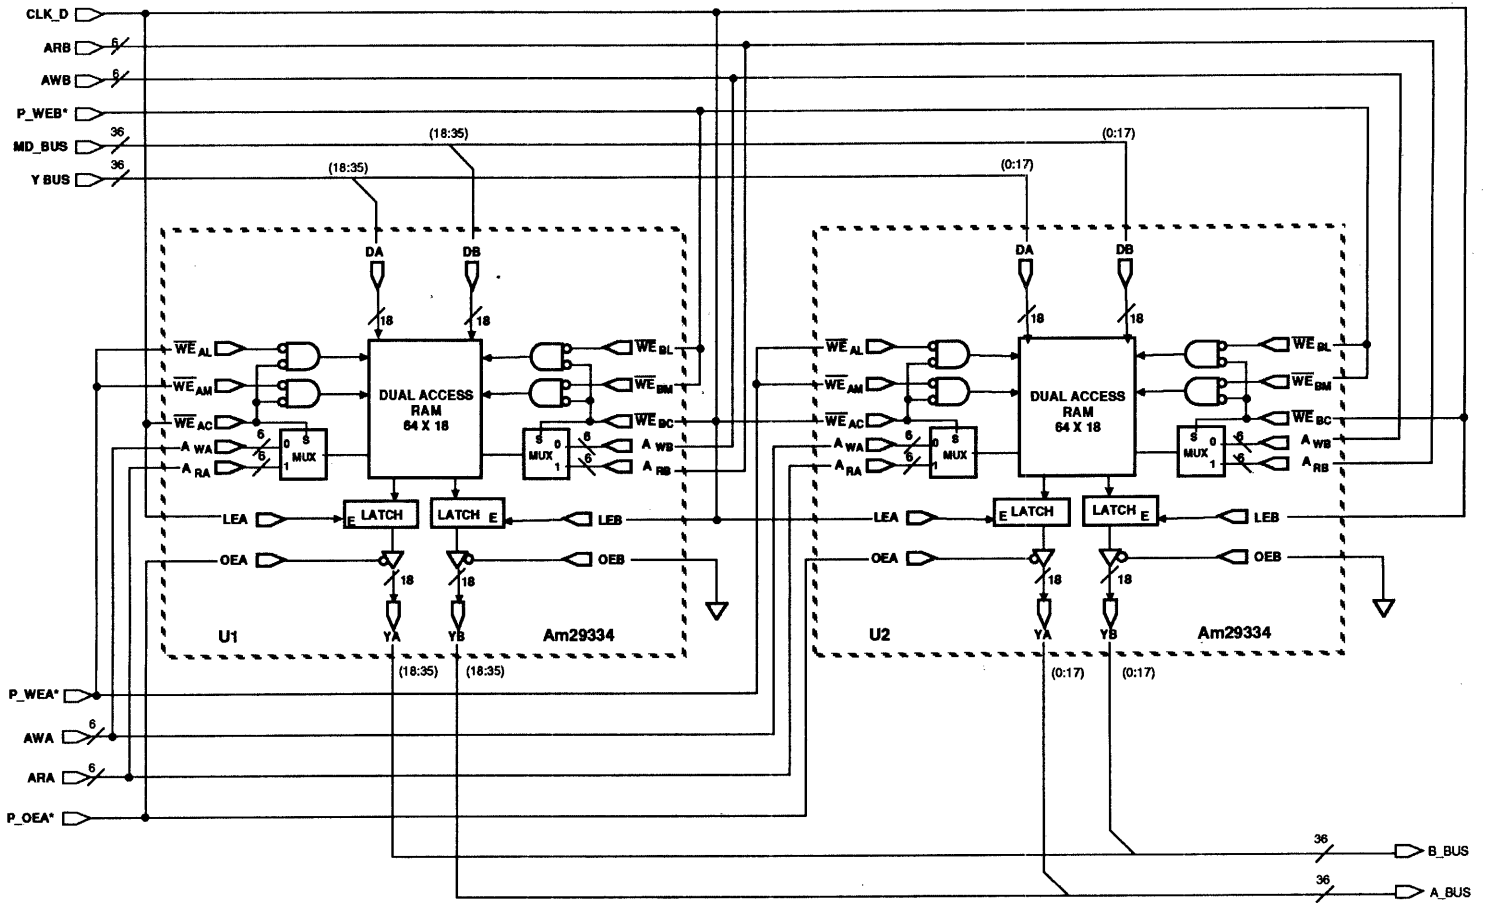 CLK_D
ARB 6
AWB 6
P_WEB*
MD_BUS 36 (18:35) (0:17)
Y BUS 36 (18:35) (0:17)
DA DB DA DB
18 18 18 18
WE AL WE BL WE AL WE BL
WE AM WE BM WE AM WE BM
DUAL ACCESS RAM 64 X 18
DUAL ACCESS RAM 64 X 18
WE AC WE BC WE AC WE BC
A WA 6 0 S MUX S 0 6 A WB A WA 6 0 S MUX S 0 6 A WB
A RA 6 1 MUX 1 6 A RB A RA 6 1 MUX 1 6 A RB
LEA E LATCH LATCH E LEB LEA E LATCH LATCH E LEB
OEA OEB OEA OEB
18 18 18 18
U1 YA YB Am29334 U2 YA YB Am29334
(18:35) (18:35) (0:17) (0:17)
P_WEA*
AWA 6
ARA 6
P_OEA*
36 B_BUS
36 A_BUS